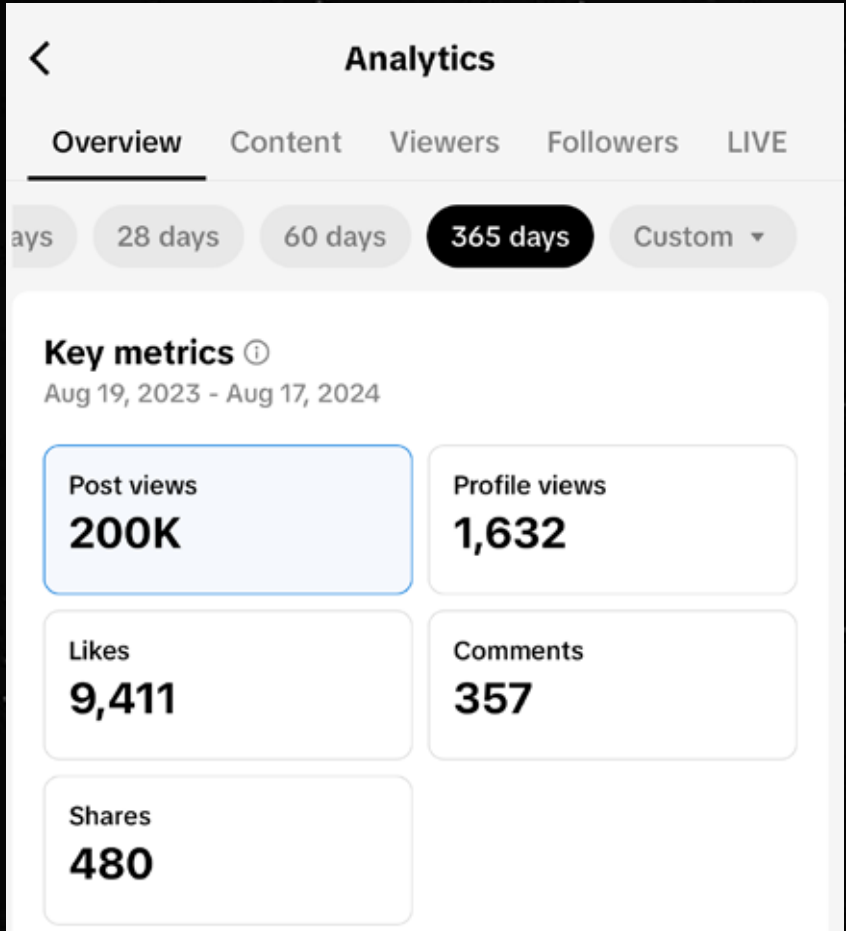 Analytics
Overview Content Viewers Followers LIVE
ays 28 days 60 days 365 days Custom
Key metrics
Aug 19, 2023 - Aug 17, 2024
Post views Profile views
200K 1,632
Likes Comments
9,411 357
Shares
480